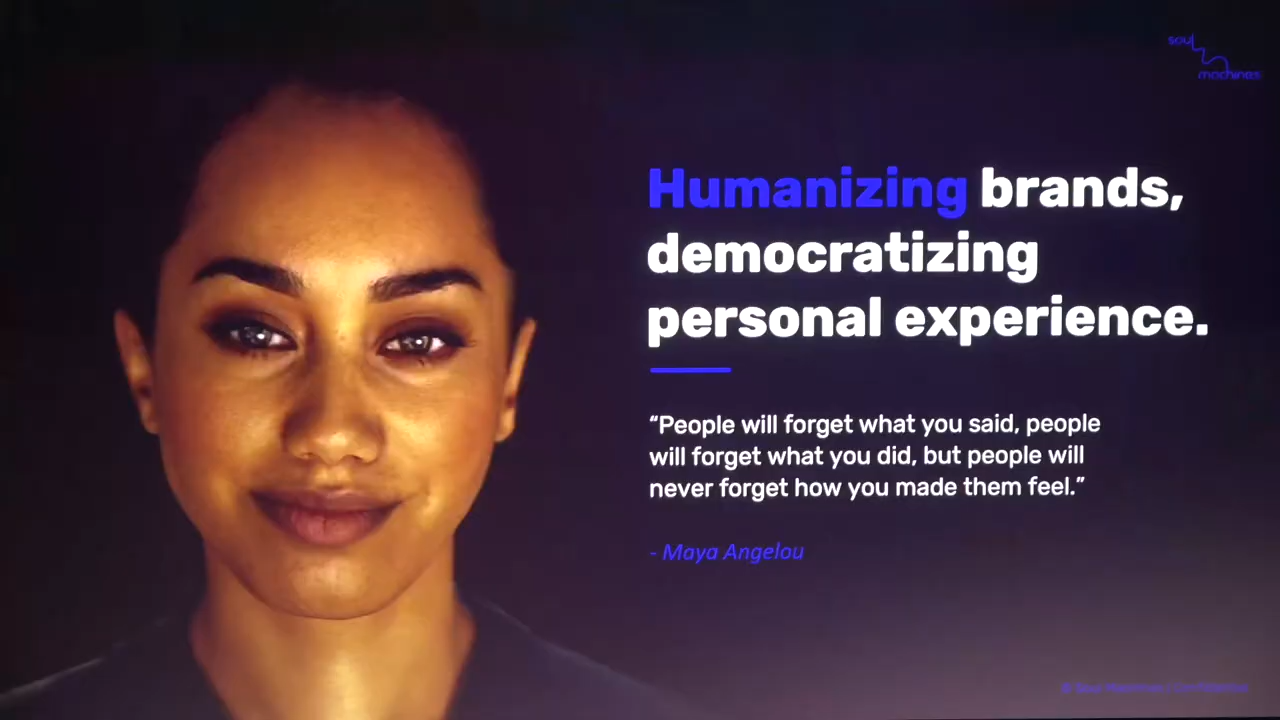 soul
machines
Humanizing brands,
democratizing
personal experience.
“People will forget what you said, people
will forget what you did, but people will
never forget how you made them feel.”
- Maya Angelou